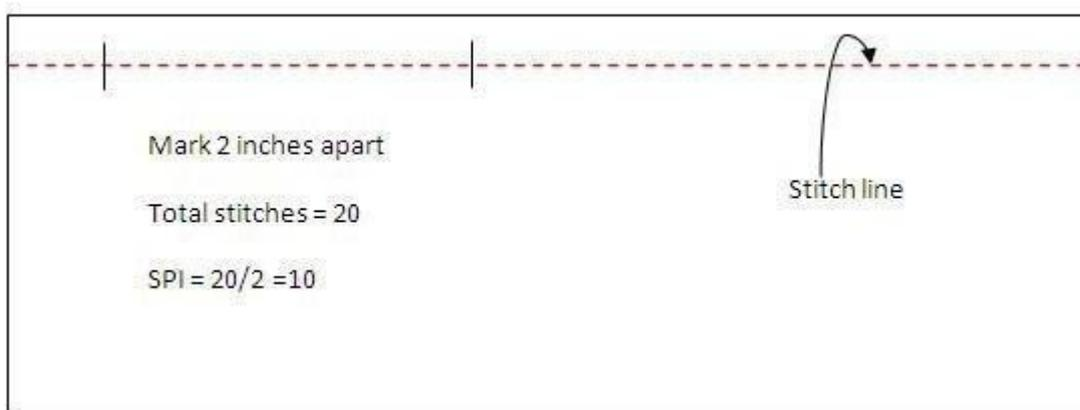 Mark 2 inches apart
Total stitches = 20
SPI = 20/2 =10
Stitch line